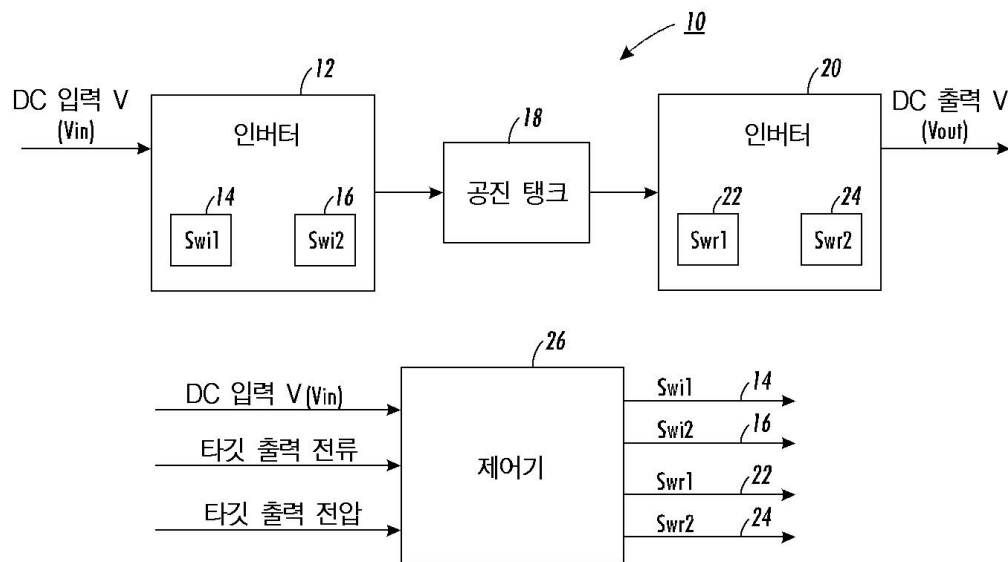 10
12
20
DC 입력 V
(Vin)
인버터
18
인버터
DC 출력 V
(Vout)
공진 탱크
14
16
22
24
Swi1
Swi2
Swr1
Swr2
26
DC 입력 V (Vin)
타깃 출력 전류
타깃 출력 전압
제어기
Swi1
14
Swi2
16
Swr1
22
Swr2
24